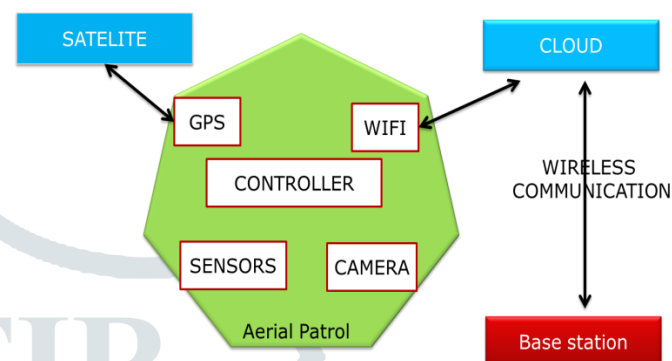 SATELITE
CLOUD
GPS
WIFI
CONTROLLER
WIRELESS
COMMUNICATION
SENSORS
CAMERA
Aerial Patrol
Base station